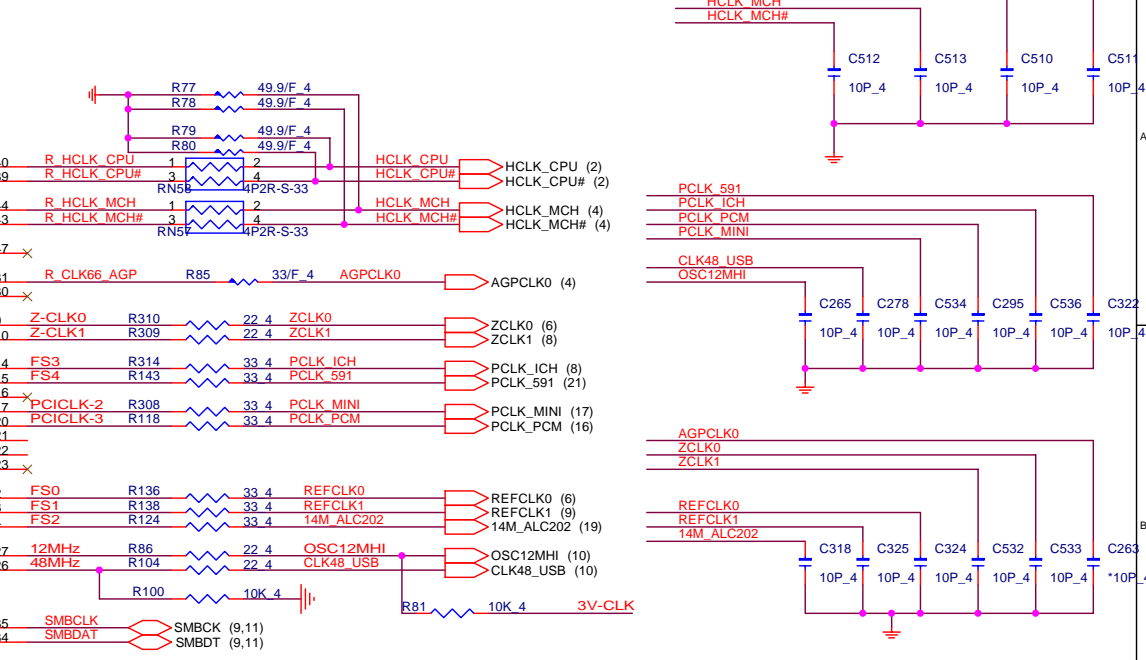 HCLK_MCH
HCLK_MCH#
C512 C513 C510 C511
10P_4 10P_4 10P_4 10P_4
A
R77 49.9/F_4
R78 49.9/F_4
R79 49.9/F_4
R80 49.9/F_4
R_HCLK_CPU 1 2 HCLK_CPU HCLK_CPU (2)
R_HCLK_CPU# 3 4 HCLK_CPU# HCLK_CPU# (2)
RN58 4P2R-S-33
R_HCLK_MCH 1 2 HCLK_MCH HCLK_MCH (4)
R_HCLK_MCH# 3 4 HCLK_MCH# HCLK_MCH# (4)
RN57 4P2R-S-33
R_CLK66_AGP R85 33/F_4 AGPCLK0 AGPCLK0 (4)
Z-CLK0 R310 22_4 ZCLK0 ZCLK0 (6)
Z-CLK1 R309 22_4 ZCLK1 ZCLK1 (8)
FS3 R314 33_4 PCLK_ICH PCLK_ICH (8)
FS4 R143 33_4 PCLK_591 PCLK_591 (21)
PCICLK-2 R308 33_4 PCLK_MINI PCLK_MINI (17)
PCICLK-3 R118 33_4 PCLK_PCM PCLK_PCM (16)
FS0 R136 33_4 REFCLK0 REFCLK0 (6)
FS1 R138 33_4 REFCLK1 REFCLK1 (9)
FS2 R124 33_4 14M_ALC202 14M_ALC202 (19)
12MHz R86 22_4 OSC12MHI OSC12MHI (10)
48MHz R104 22_4 CLK48_USB CLK48_USB (10)
R100 10K_4
R81 10K_4 3V-CLK
SMBCLK SMBCK (9,11)
SMBDAT SMBDT (9,11)
PCLK_591
PCLK_ICH
PCLK_PCM
PCLK_MINI
CLK48_USB
OSC12MHI
C265 C278 C534 C295 C536 C322
10P_4 10P_4 10P_4 10P_4 10P_4 10P_4
AGPCLK0
ZCLK0
ZCLK1
REFCLK0
REFCLK1
14M_ALC202
B
C318 C325 C324 C532 C533 C263
10P_4 10P_4 10P_4 10P_4 10P_4 *10P_4